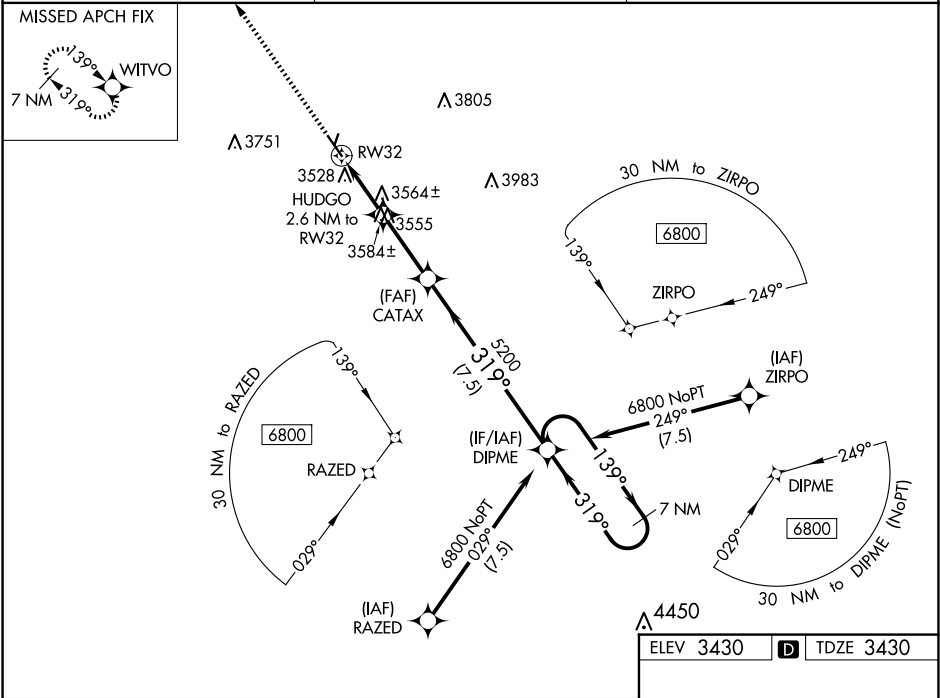 MISSED APCH FIX
139°
WITVO
7 NM
319°
3805
3751
RW32
3528
3564±
3983
HUDGO
2.6 NM to
RW32
3555
3584±
30 NM to ZIRPO
6800
139°
ZIRPO
249°
(FAF)
CATAX
5200
319°
(7.5)
(IAF)
ZIRPO
6800 NoPT
249°
(7.5)
30 NM to RAZED
139°
6800
RAZED
029°
(IF/IAF)
DIPME
139°
319°
7 NM
249°
DIPME
6800
029°
30 NM to DIPME (NoPT)
6800 NoPT
029°
(7.5)
(IAF)
RAZED
4450
ELEV 3430 D TDZE 3430